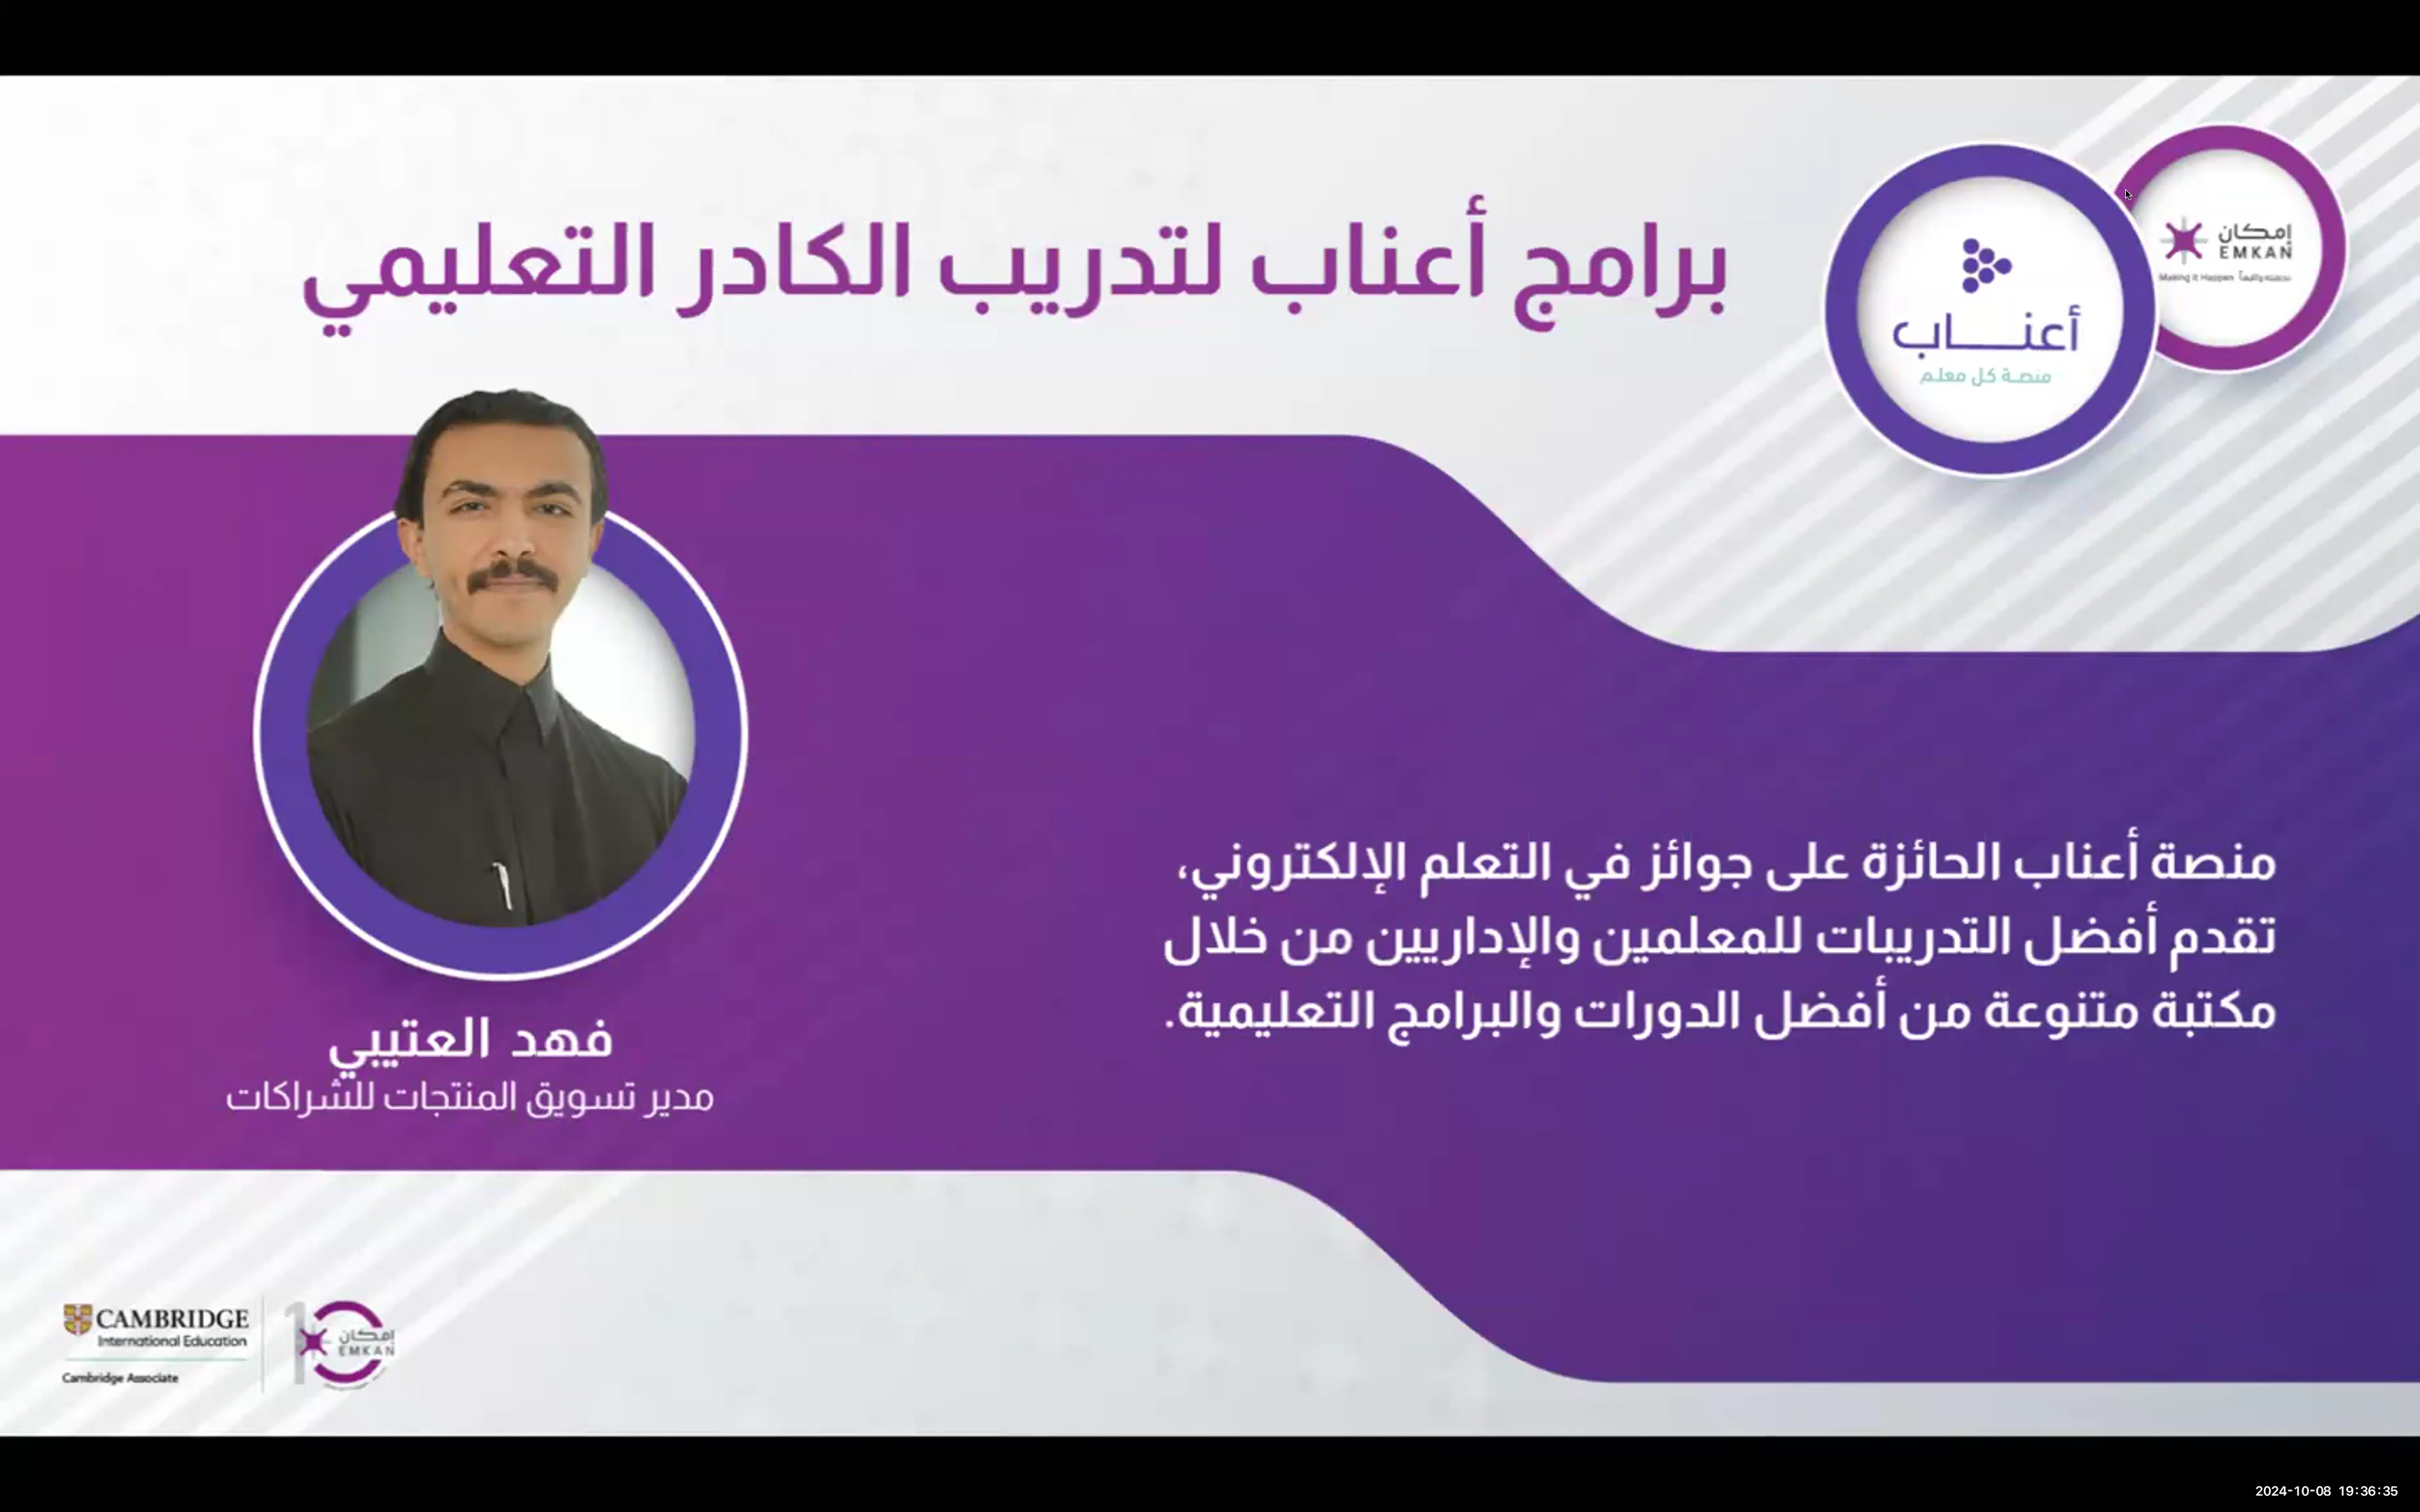 برامج أعناب لتدريب الكادر التعليمي
إمكان
EMKAN
Making it Happen
أعنـــاب
منصة كل معلم
منصة أعناب الحائزة على جوائز في التعلم الإلكتروني،
تقدم أفضل التدريبات للمعلمين والإداريين من خلال
مكتبة متنوعة من أفضل الدورات والبرامج التعليمية.
فهد العتيبي
مدير تسويق المنتجات للشراكات
CAMBRIDGE
International Education
Cambridge Associate
10
إمكان
EMKAN
2024-10-08 19:36:35